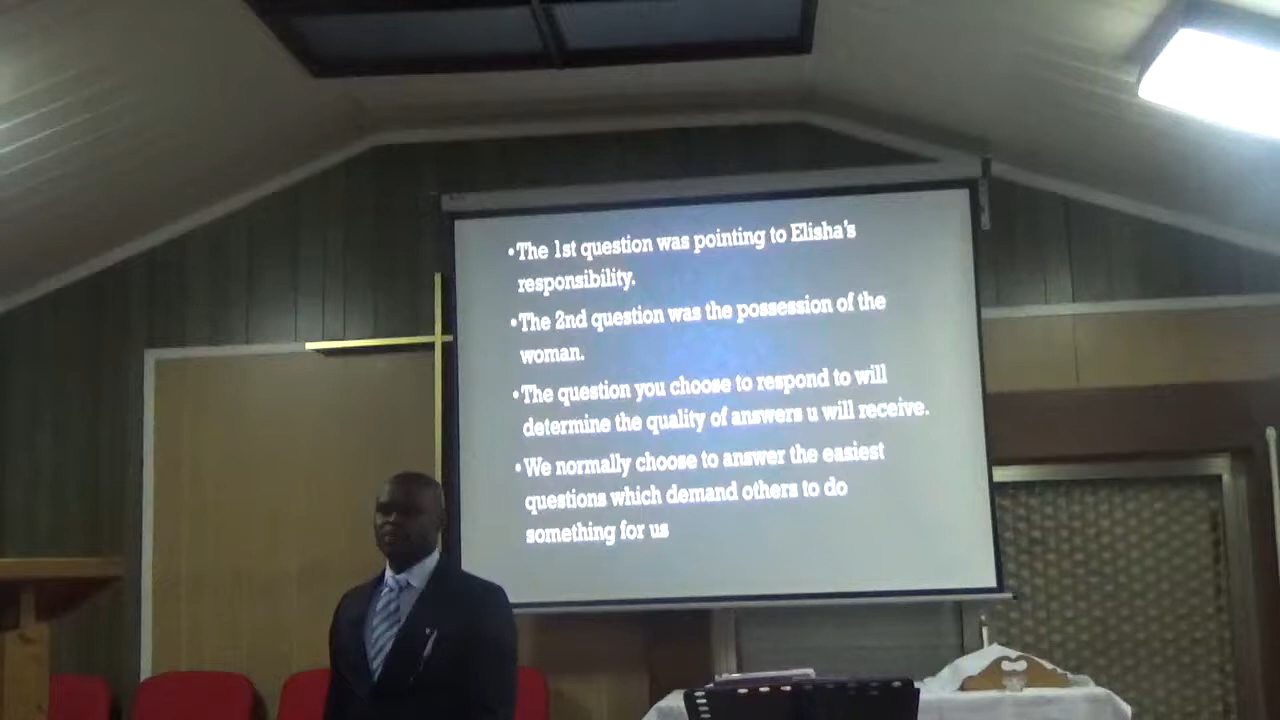 •The 1st question was pointing to Elisha's
responsibility.
•The 2nd question was the possession of the
woman.
•The question you choose to respond to will
determine the quality of answers u will receive.
•We normally choose to answer the easiest
questions which demand others to do
something for us